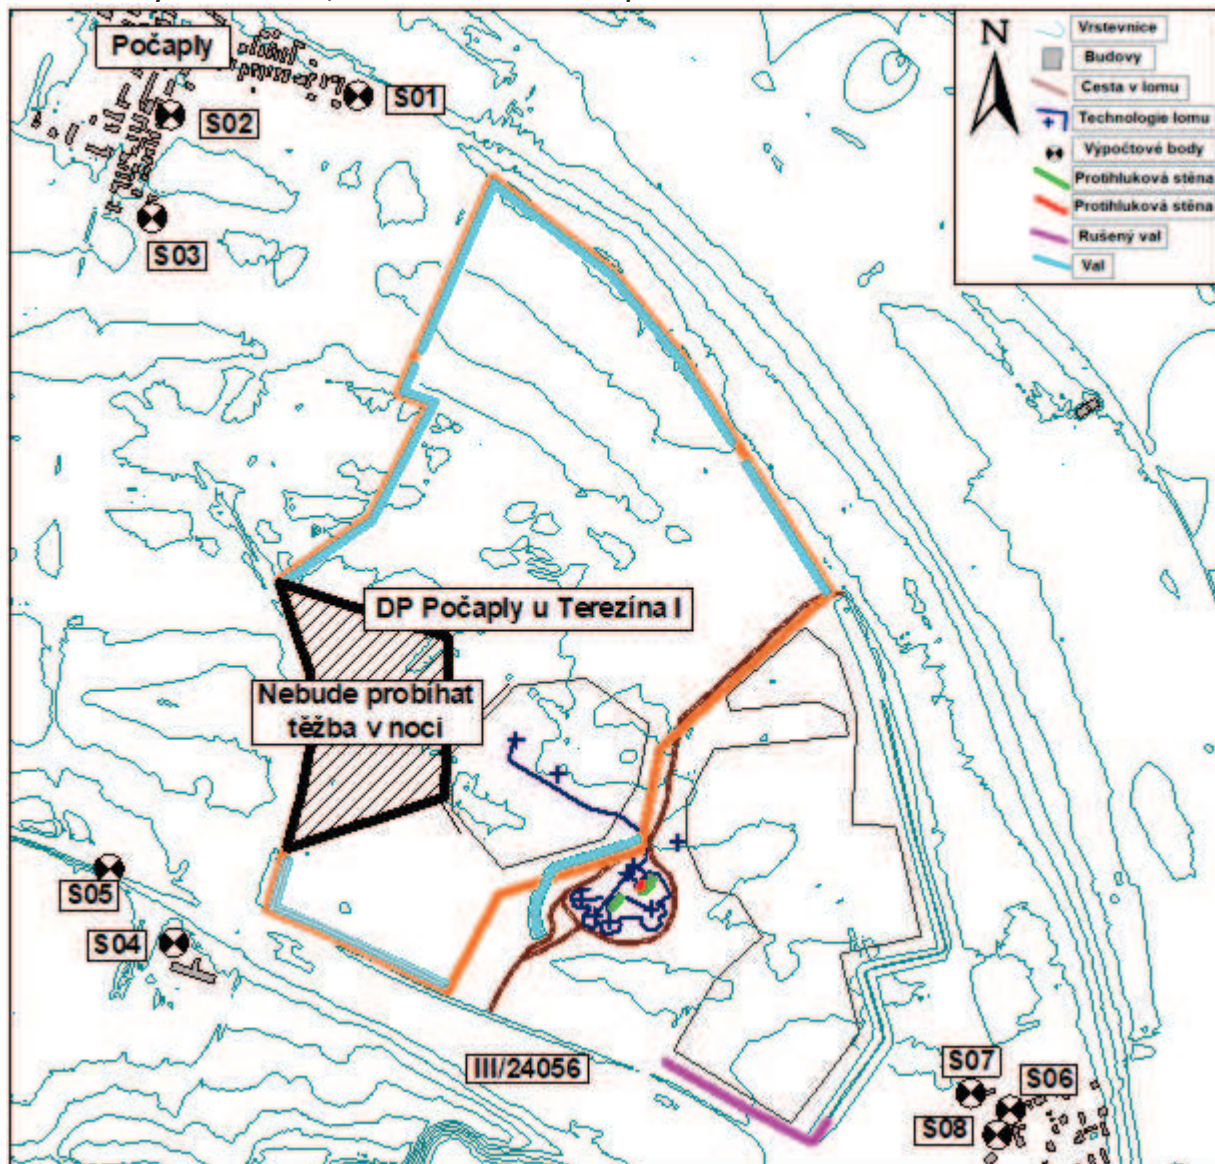 Počaply
S01
S02
S03
N
Vrstevnice
Budovy
Cesta v lomu
Technologie lomu
Výpočtové body
Protihluková stěna
Protihluková stěna
Rušený val
Val
DP Počaply u Terezína I
Nebude probíhat
těžba v noci
S05
S04
III/24056
S07
S06
S08